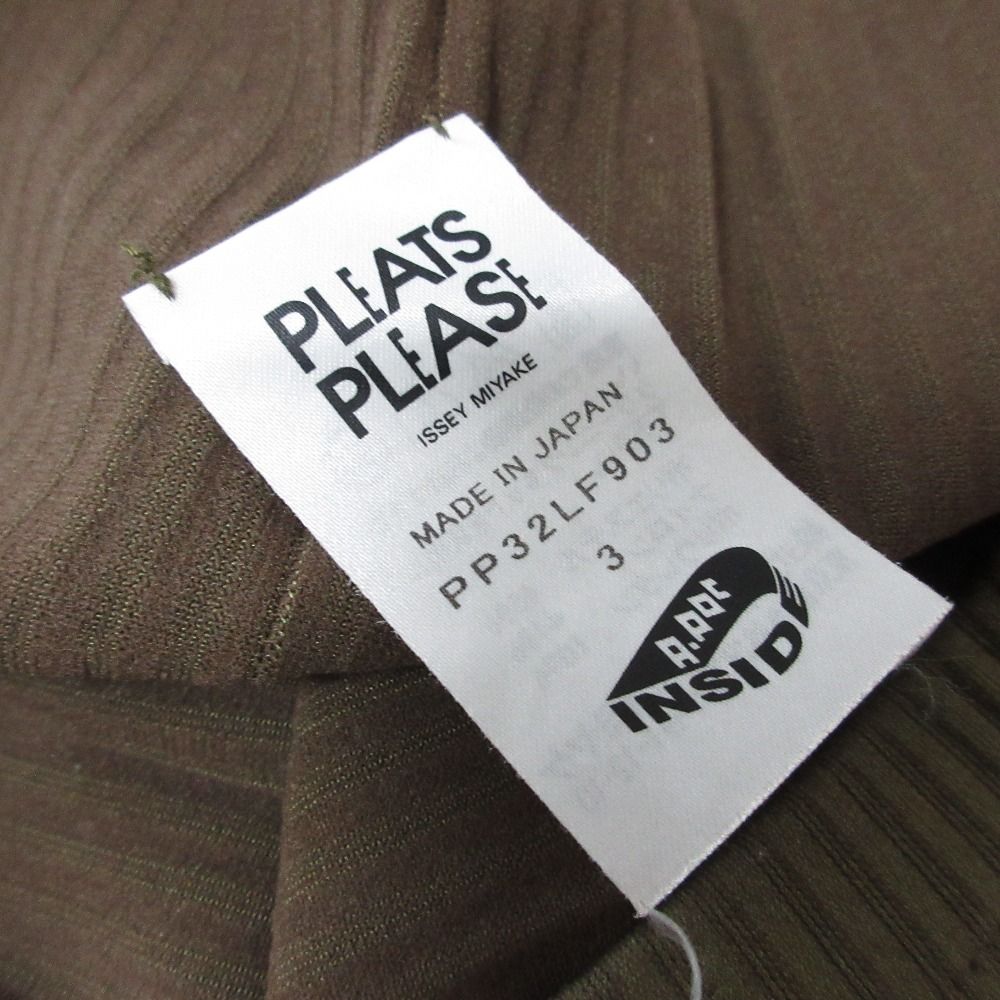 PLEATS
PLEASE
ISSEY MIYAKE
MADE IN JAPAN
PP32LF903
3
A.POC
INSIDE